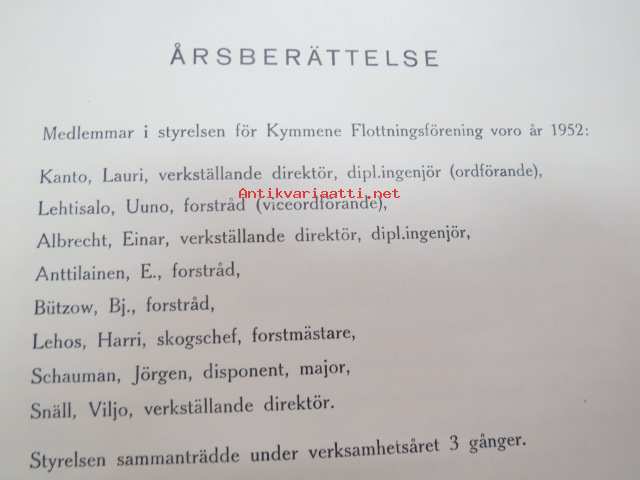 ÅRSBERÄTTELSE
Medlemmar i styrelsen för Kymmene Flottningsförening voro år 1952:
Kanto, Lauri, verkställande direktör, dipl.ingenjör (ordförande),
Antikvariaatti.net
Lehtisalo, Uuno, forstråd (viceordförande),
Albrecht, Einar, verkställande direktör, dipl.ingenjör,
Anttilainen, E., forstråd,
Bützow, Bj., forstråd,
Lehos, Harri, skogschef, forstmästare,
Schauman, Jörgen, disponent, major,
Snäll, Viljo, verkställande direktör.
Styrelsen sammanträdde under verksamhetsåret 3 gånger.